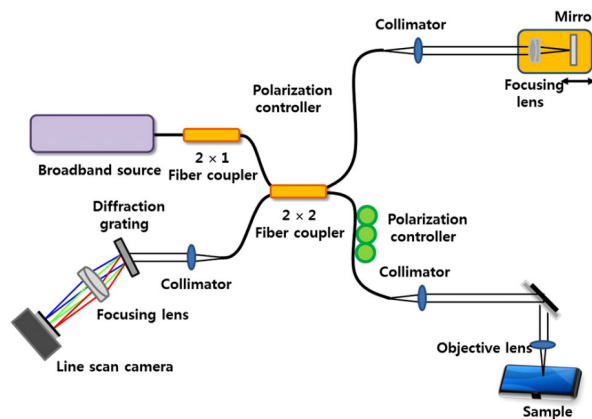 Mirro
Collimator
Focusing
lens
Polarization
controller
Broadband source
2 × 1
Fiber coupler
Diffraction
grating
2 × 2
Fiber coupler
Polarization
controller
Collimator
Collimator
Focusing lens
Line scan camera
Objective lens
Sample